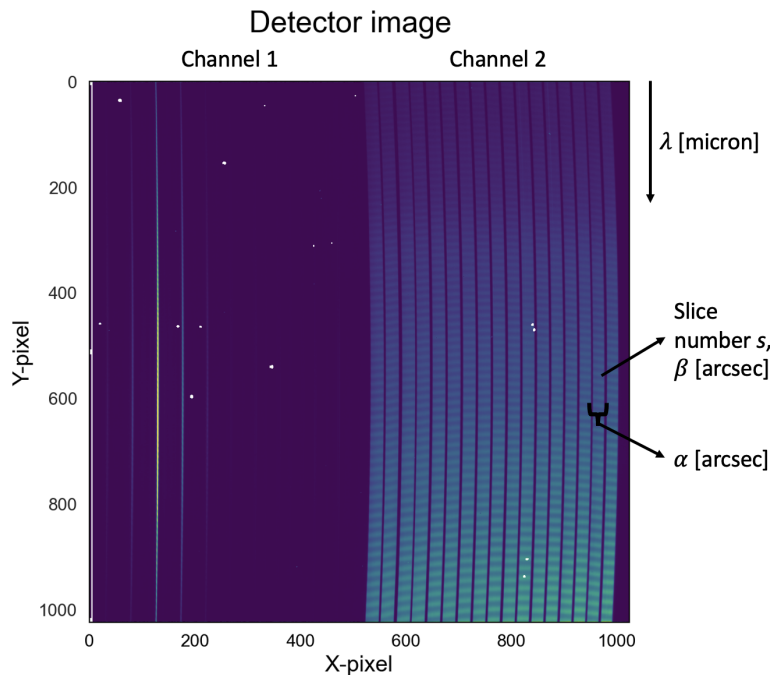 Detector image
Channel 1
Channel 2
0
200
400
600
800
1000
Y-pixel
0
200
400
600
800
1000
X-pixel
λ [micron]
Slice
number s,
β [arcsec]
α [arcsec]